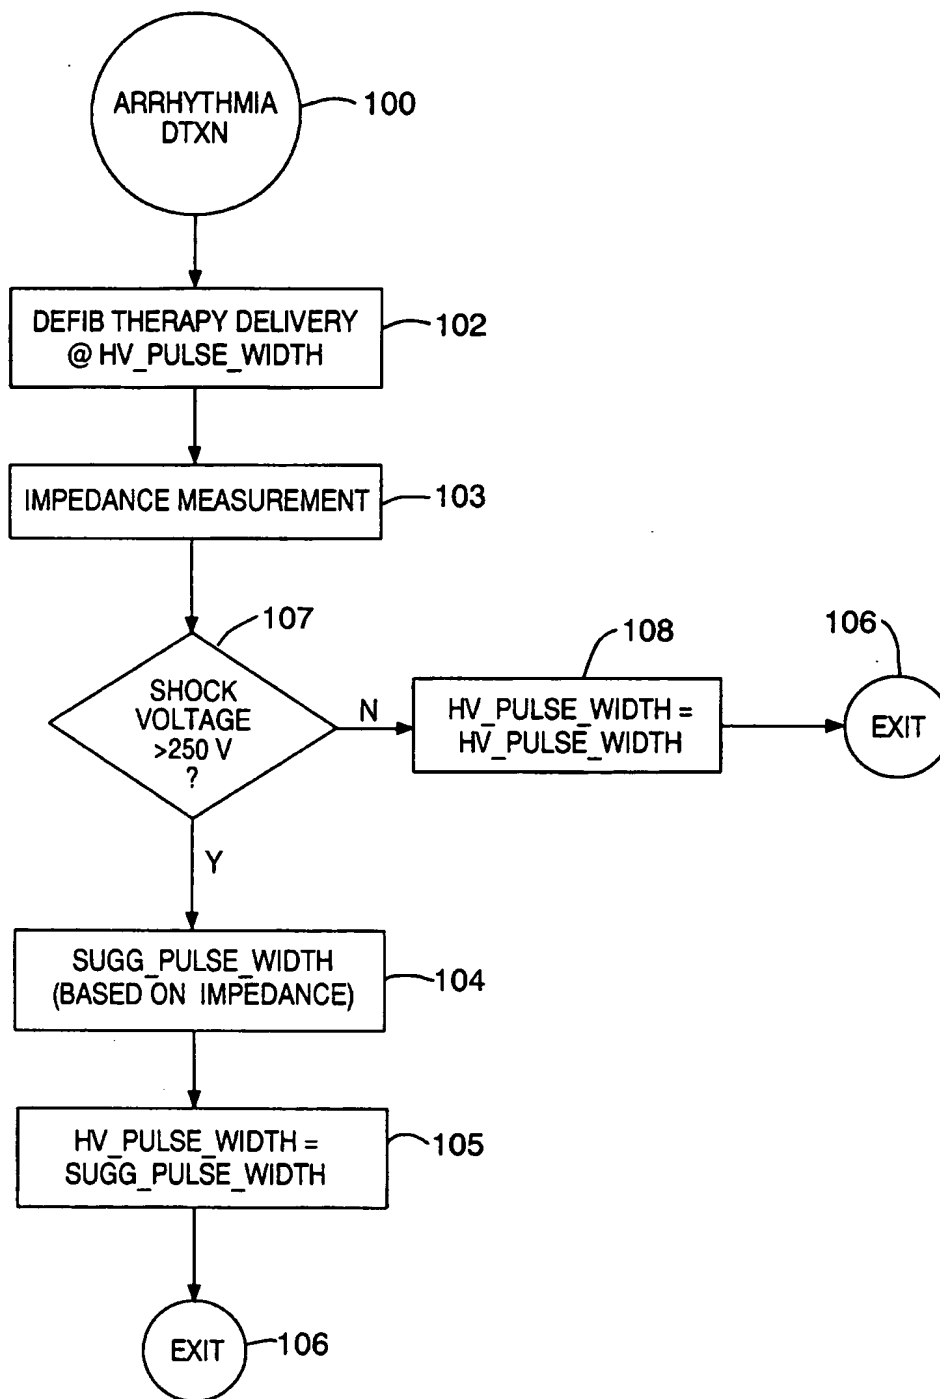 ARRHYTHMIA
DTXN
100
DEFIB THERAPY DELIVERY
@ HV_PULSE_WIDTH
102
IMPEDANCE MEASUREMENT
103
107
SHOCK
VOLTAGE
>250 V
?
N
108
HV_PULSE_WIDTH =
HV_PULSE_WIDTH
106
EXIT
Y
SUGG_PULSE_WIDTH
(BASED ON IMPEDANCE)
104
HV_PULSE_WIDTH =
SUGG_PULSE_WIDTH
105
EXIT
106